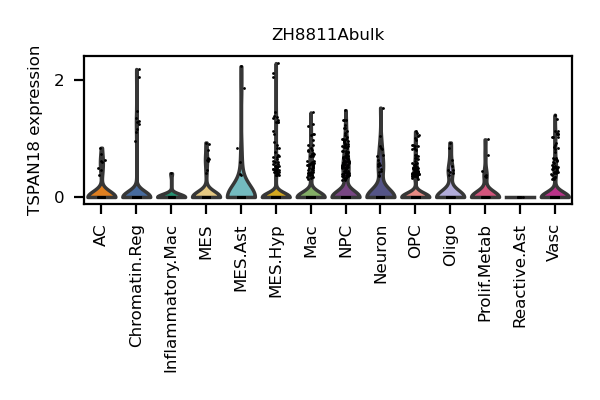 ZH8811Abulk
TSPAN18 expression
2
0
AC
Chromatin.Reg
Inflammatory.Mac
MES
MES.Ast
MES.Hyp
Mac
NPC
Neuron
OPC
Oligo
Prolif.Metab
Reactive.Ast
Vasc